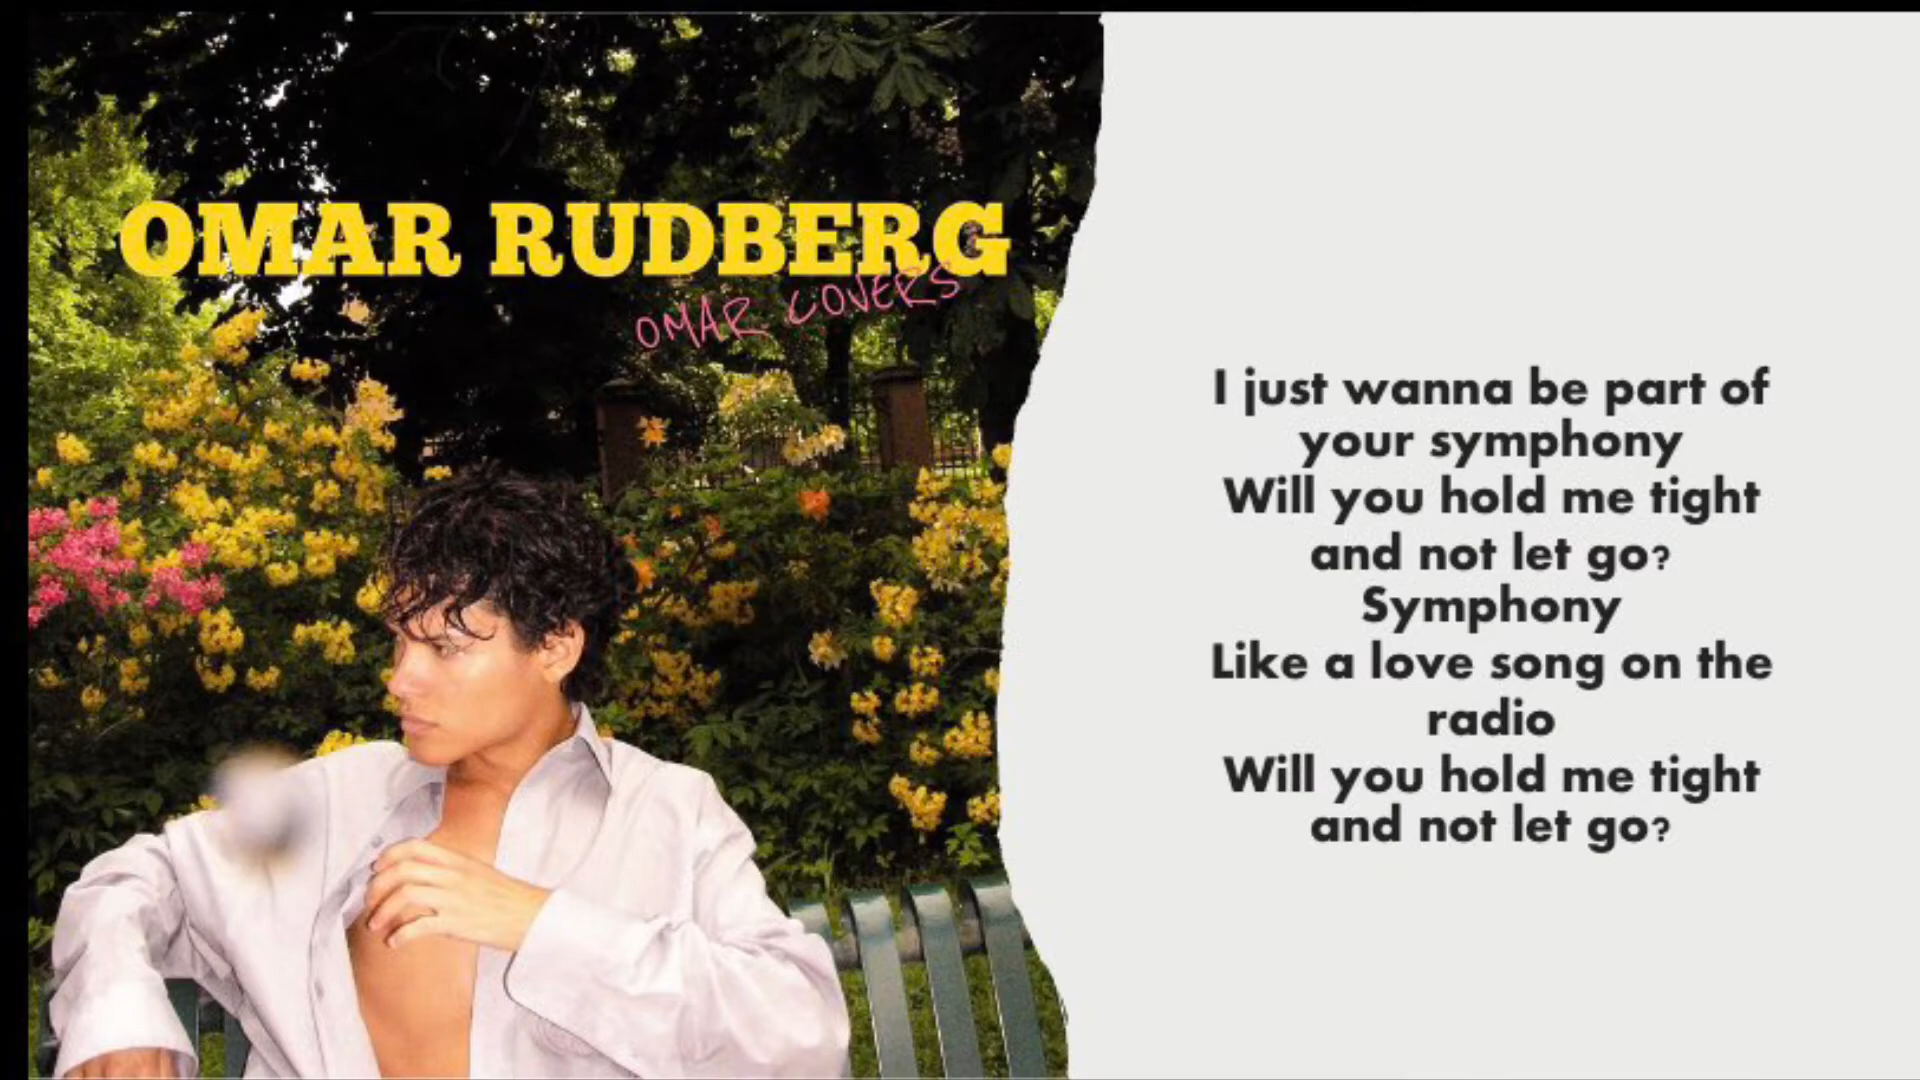 OMAR RUDBERG
OMAR COVERS
I just wanna be part of
your symphony
Will you hold me tight
and not let go?
Symphony
Like a love song on the
radio
Will you hold me tight
and not let go?